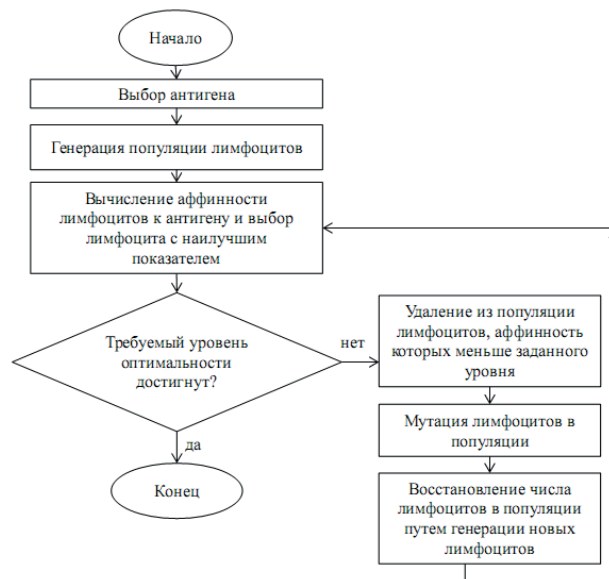 Начало
Выбор антигена
Генерация популяции лимфоцитов
Вычисление аффинности
лимфоцитов к антигену и выбор
лимфоцита с наилучшим
показателем
Требуемый уровень
оптимальности
достигнут?
нет
да
Конец
Удаление из популяции
лимфоцитов, аффинность
которых меньше заданного
уровня
Мутация лимфоцитов в
популяции
Восстановление числа
лимфоцитов в популяции
путем генерации новых
лимфоцитов